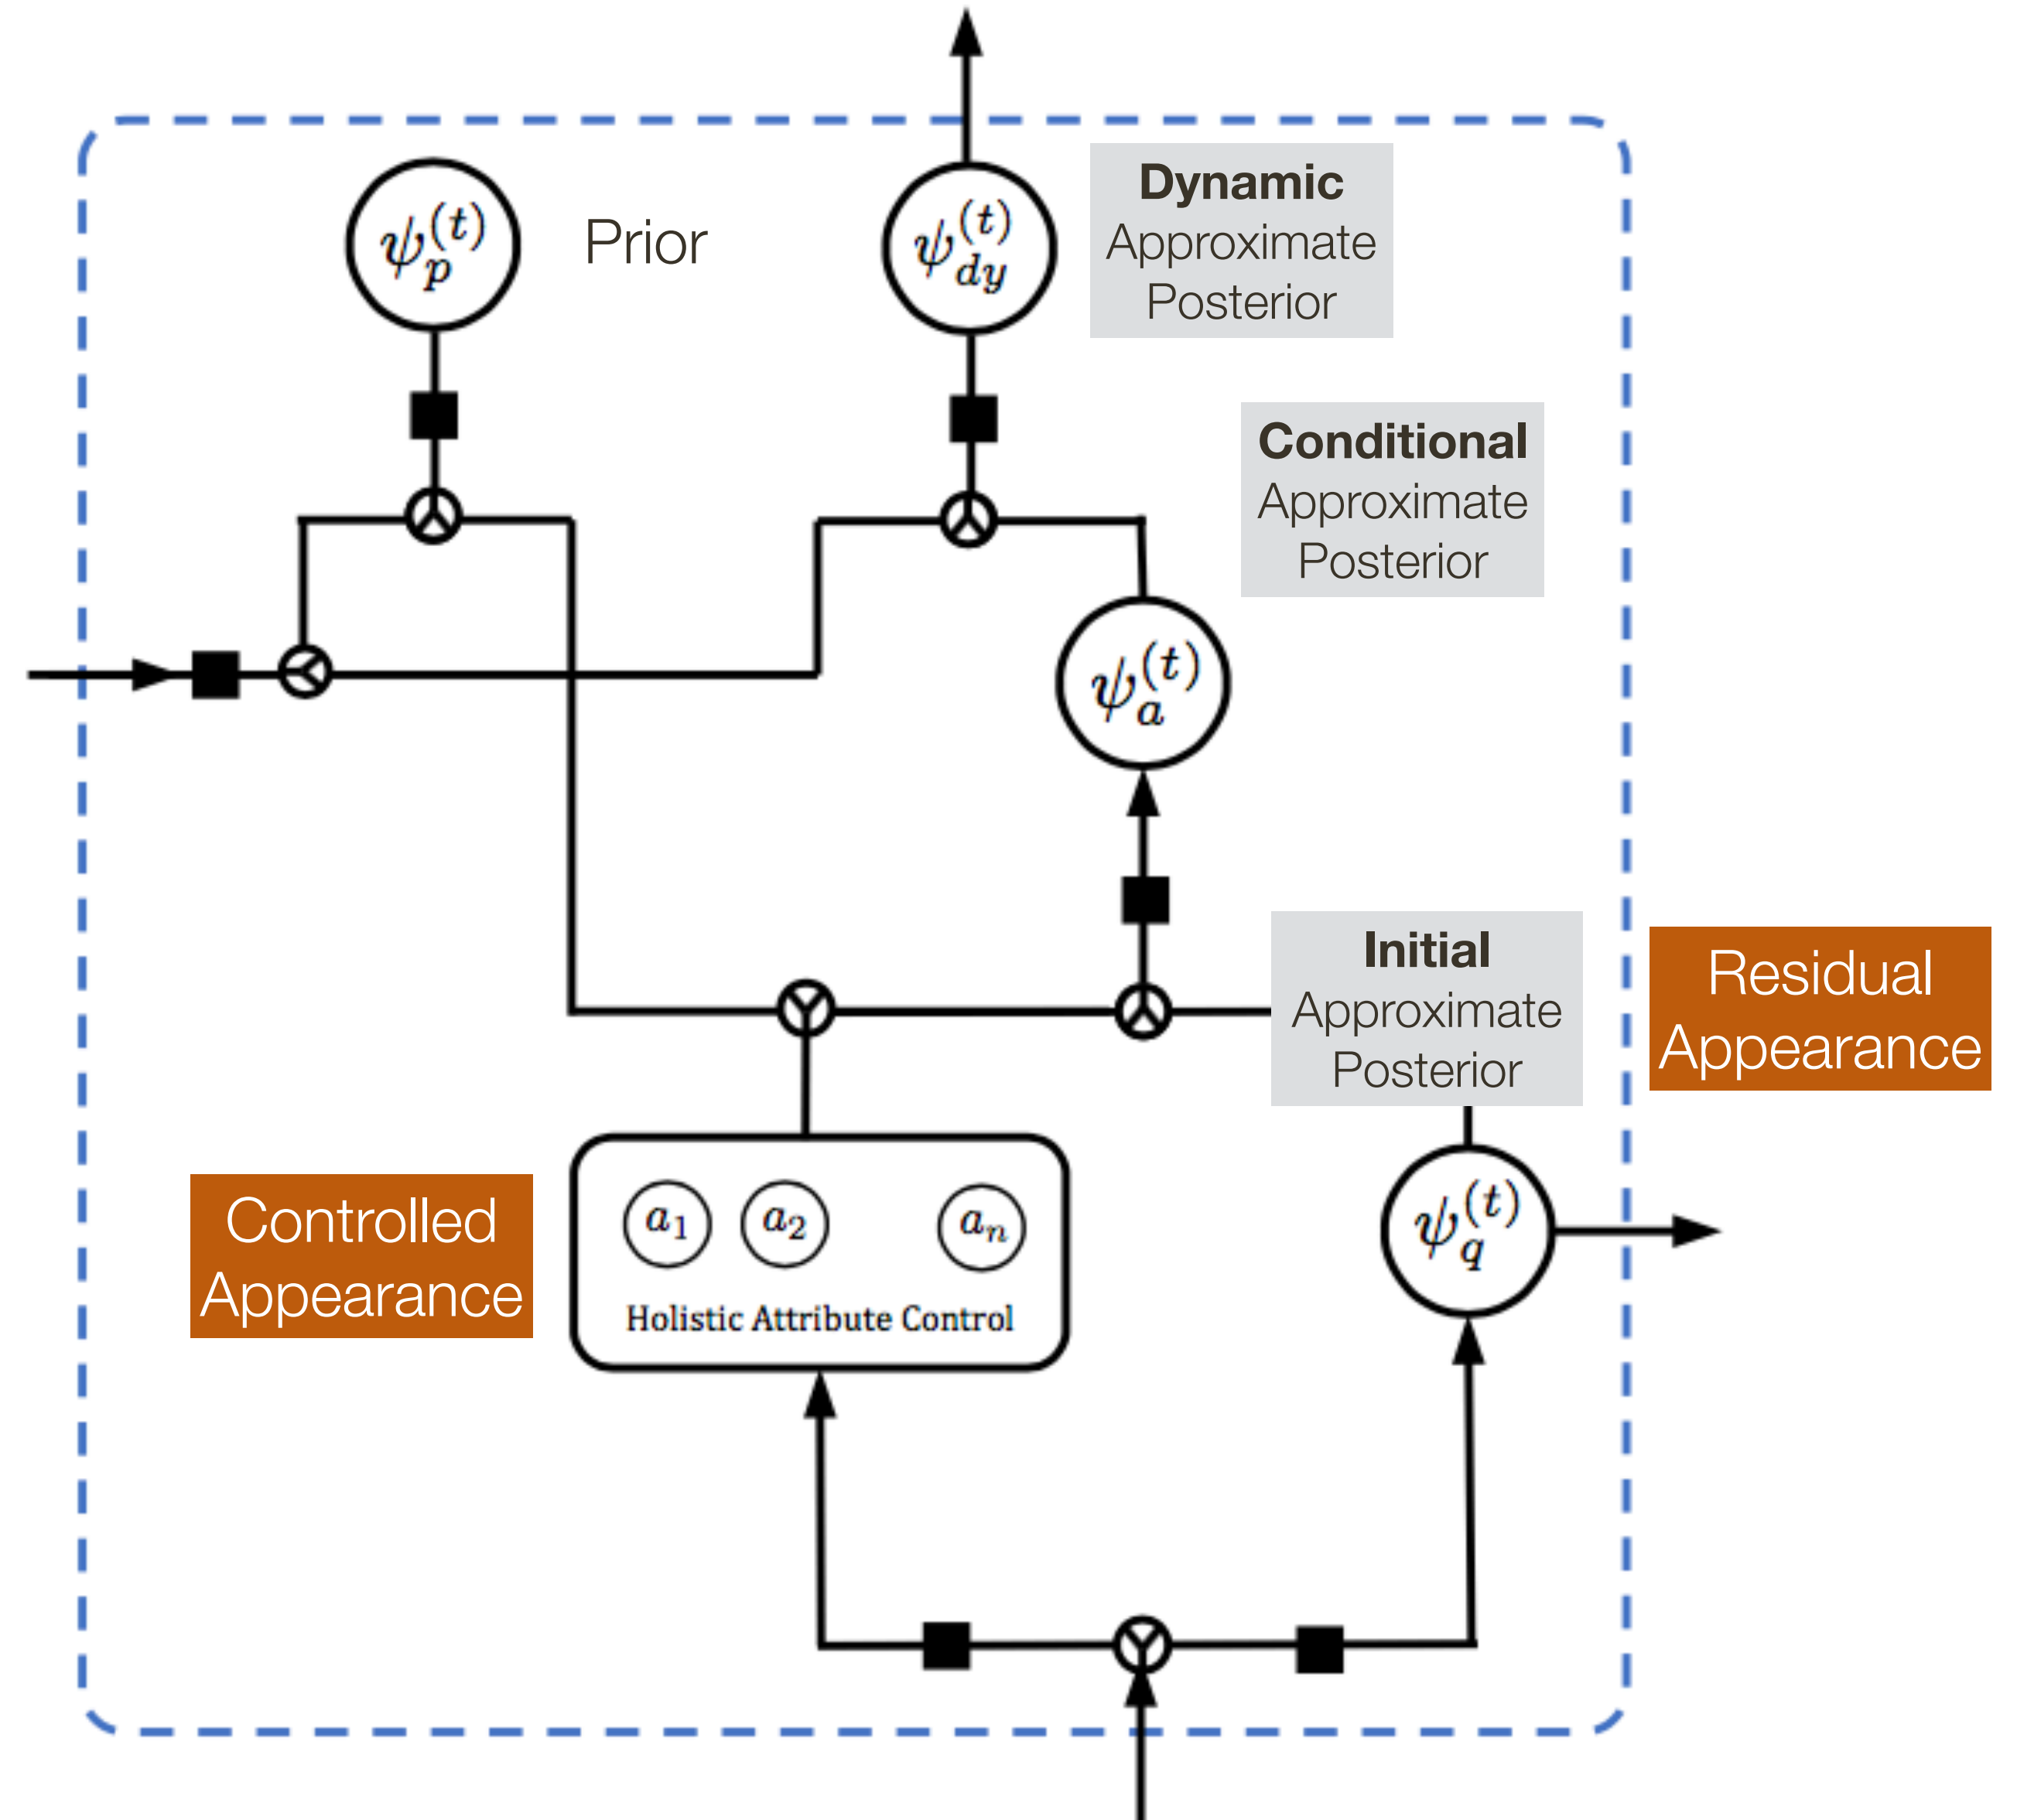 ψ_p^(t)
Prior
ψ_dy^(t)
Dynamic
Approximate
Posterior
Conditional
Approximate
Posterior
ψ_a^(t)
Initial
Approximate
Posterior
Residual
Appearance
Controlled
Appearance
a_1 a_2 a_n
Holistic Attribute Control
ψ_q^(t)